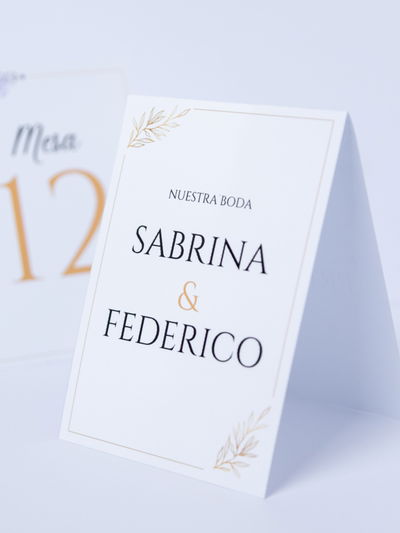 Mesa
12
NUESTRA BODA
SABRINA
&
FEDERICO